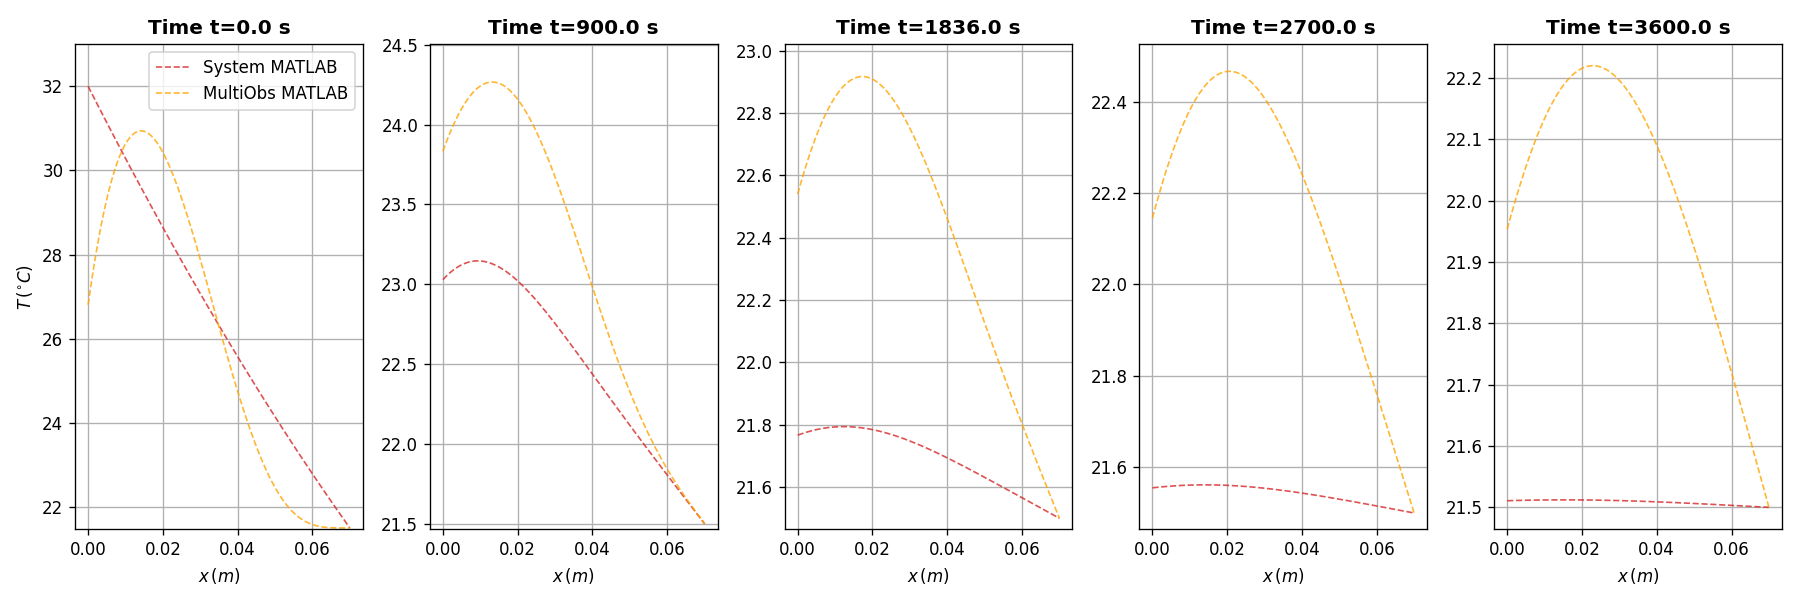 Time t=0.0 s
System MATLAB
MultiObs MATLAB
32
30
28
26
24
22
T(°C)
0.00 0.02 0.04 0.06
x (m)
Time t=900.0 s
24.5
24.0
23.5
23.0
22.5
22.0
21.5
0.00 0.02 0.04 0.06
x (m)
Time t=1836.0 s
23.0
22.8
22.6
22.4
22.2
22.0
21.8
21.6
0.00 0.02 0.04 0.06
x (m)
Time t=2700.0 s
22.4
22.2
22.0
21.8
21.6
0.00 0.02 0.04 0.06
x (m)
Time t=3600.0 s
22.2
22.1
22.0
21.9
21.8
21.7
21.6
21.5
0.00 0.02 0.04 0.06
x (m)